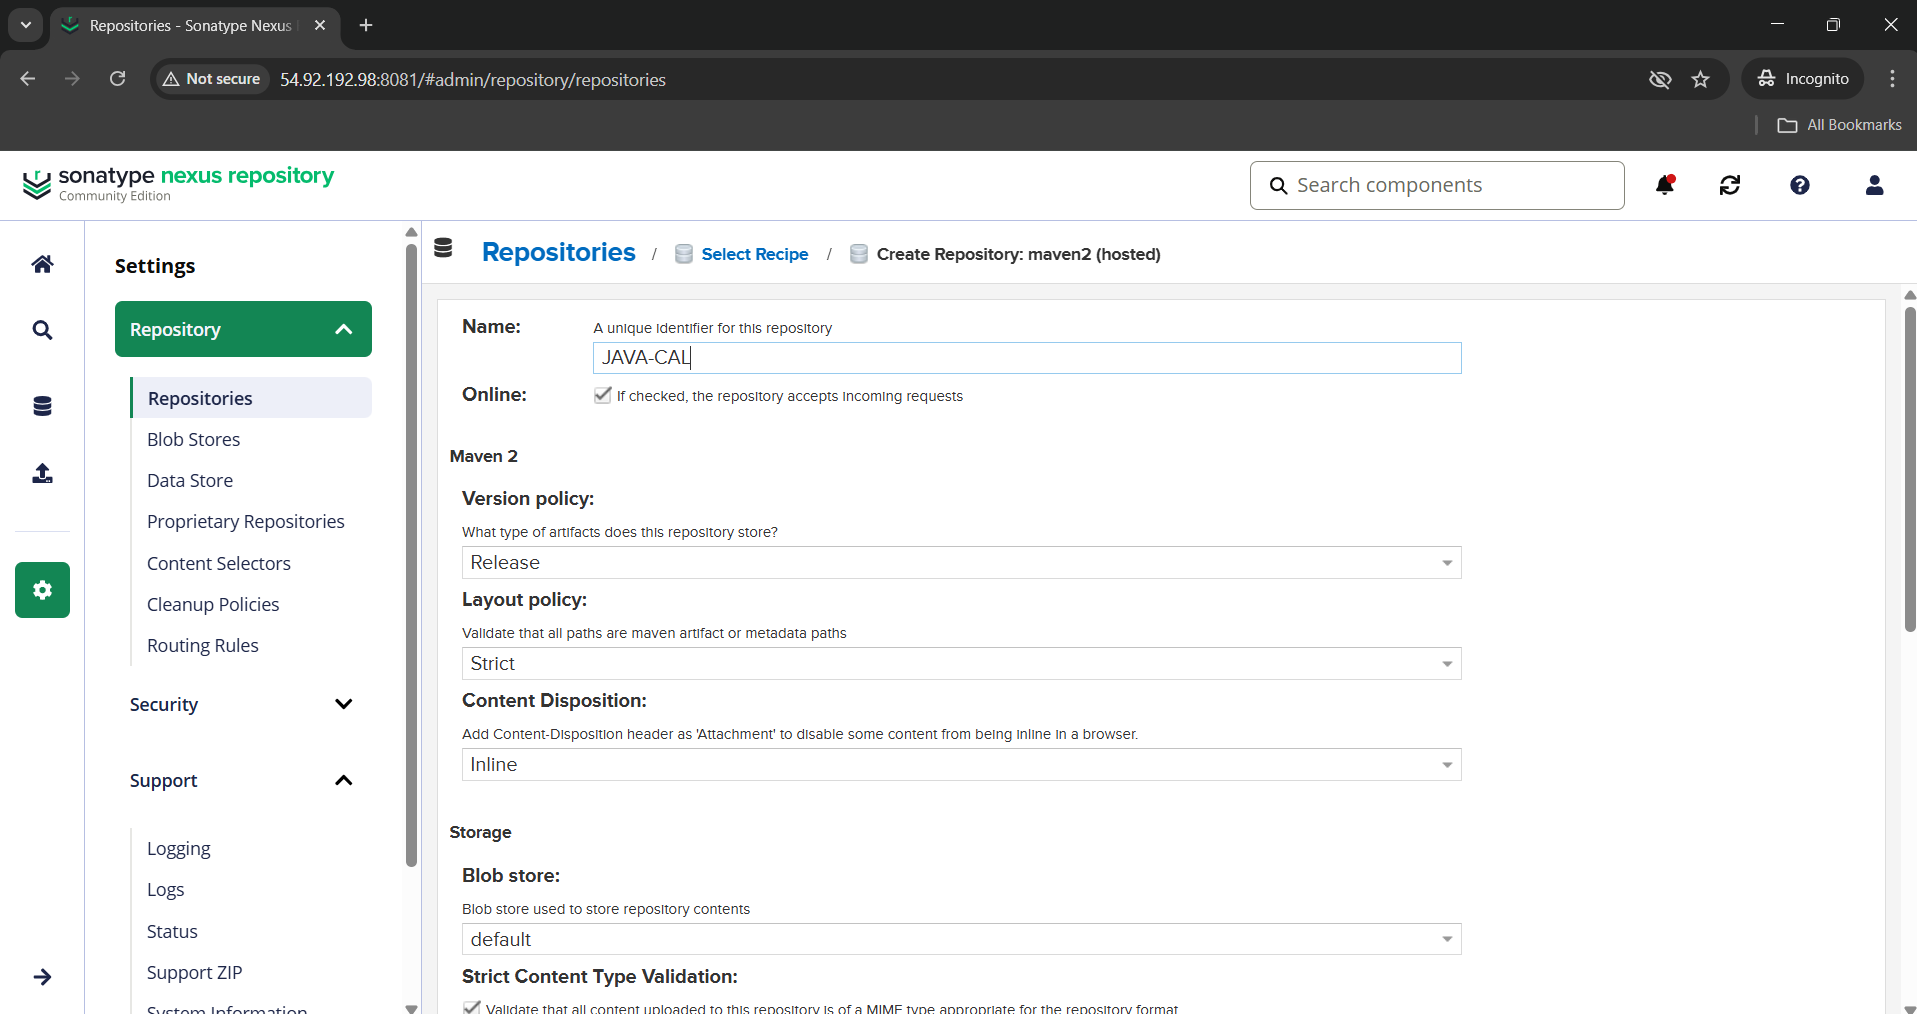 Repositories - Sonatype Nexus
Not secure
54.92.192.98:8081/#admin/repository/repositories
Incognito
All Bookmarks
sonatype nexus repository
Community Edition
Search components
Settings
Repository
Repositories
Blob Stores
Data Store
Proprietary Repositories
Content Selectors
Cleanup Policies
Routing Rules
Security
Support
Logging
Logs
Status
Support ZIP
System Information
Repositories / Select Recipe / Create Repository: maven2 (hosted)
Name:
A unique identifier for this repository
JAVA-CAL
Online:
If checked, the repository accepts incoming requests
Maven 2
Version policy:
What type of artifacts does this repository store?
Release
Layout policy:
Validate that all paths are maven artifact or metadata paths
Strict
Content Disposition:
Add Content-Disposition header as 'Attachment' to disable some content from being inline in a browser.
Inline
Storage
Blob store:
Blob store used to store repository contents
default
Strict Content Type Validation:
Validate that all content uploaded to this repository is of a MIME type appropriate for the repository format